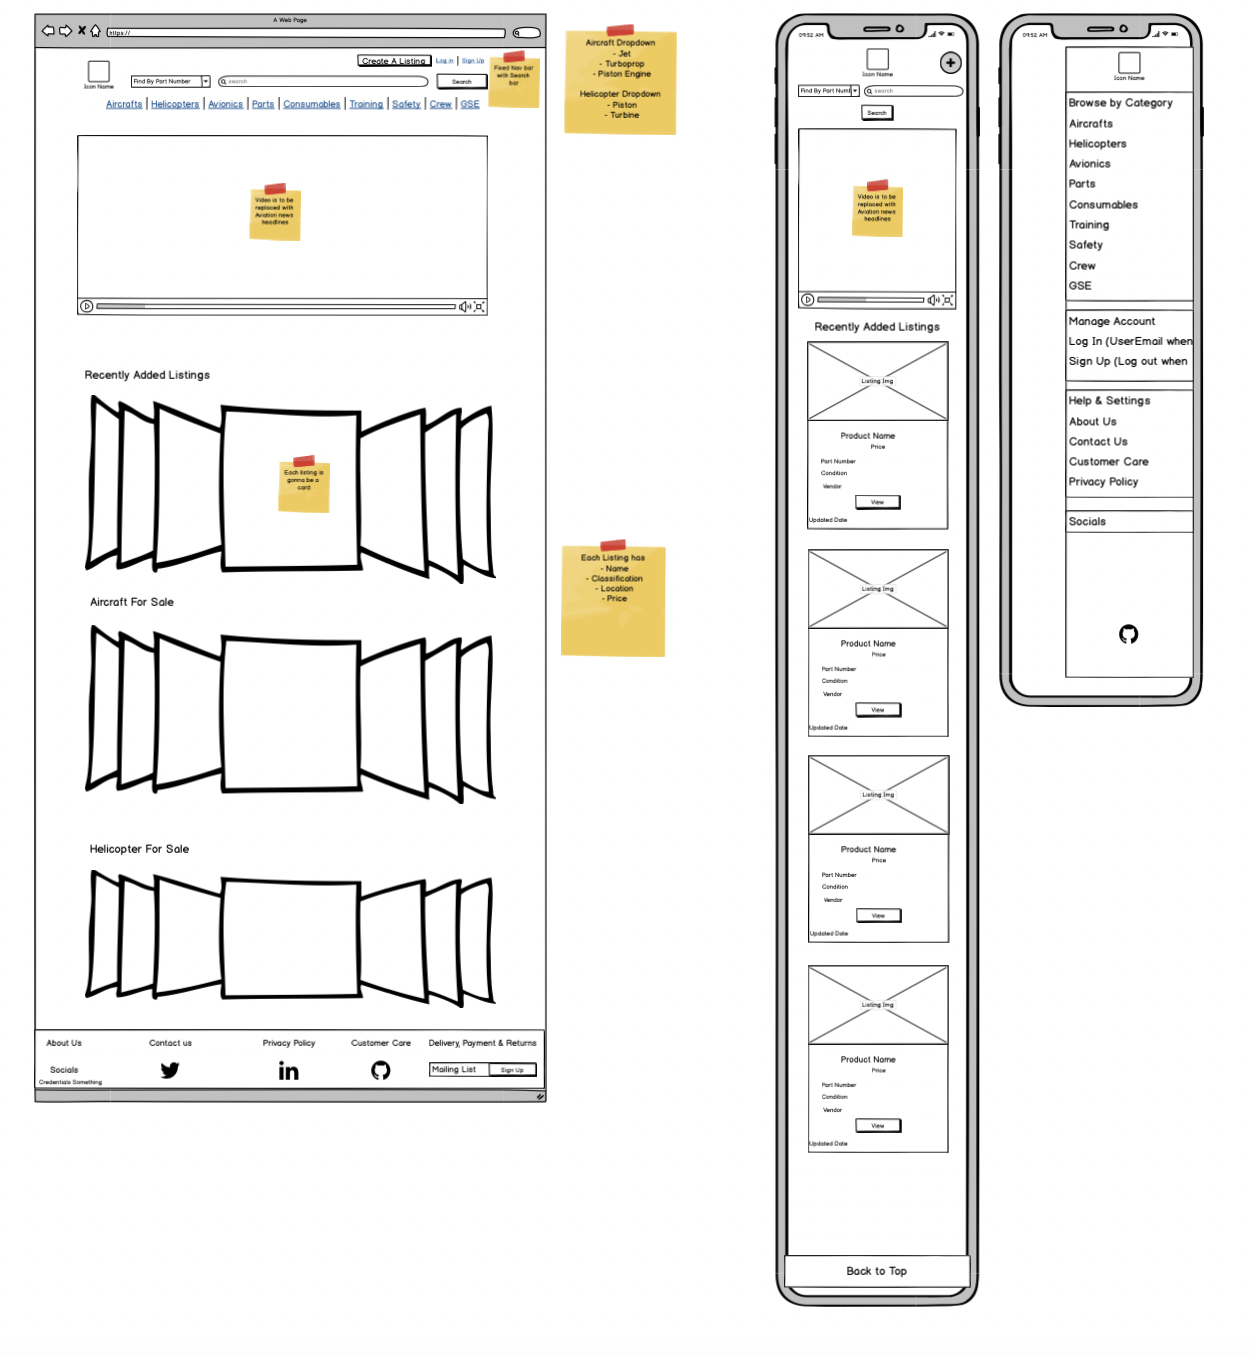 A Web Page
https://
Create A Listing
Log in
Sign Up
Fixed Nav bar
with Search
bar
Icon Name
Find By Part Number
search
Search
Aircrafts
Helicopters
Avionics
Parts
Consumables
Training
Safety
Crew
GSE
Aircraft Dropdown
- Jet
- Turboprop
- Piston Engine
Helicopter Dropdown
- Piston
- Turbine
Video is to be
replaced with
Aviation news
headlines
Recently Added Listings
Each listing is
gonna be a
card
Each Listing has
- Name
- Classification
- Location
- Price
Aircraft For Sale
Helicopter For Sale
About Us
Contact us
Privacy Policy
Customer Care
Delivery, Payment & Returns
Socials
Credentials Something
Mailing List
Sign Up
09:52 AM
Icon Name
Find By Part Num
search
Search
Video is to be
replaced with
Aviation news
headlines
Recently Added Listings
Listing Img
Product Name
Price
Part Number
Condition
Vendor
View
Updated Date
Listing Img
Product Name
Price
Part Number
Condition
Vendor
View
Updated Date
Listing Img
Product Name
Price
Part Number
Condition
Vendor
View
Updated Date
Listing Img
Product Name
Price
Part Number
Condition
Vendor
View
Updated Date
Back to Top
09:52 AM
Icon Name
Browse by Category
Aircrafts
Helicopters
Avionics
Parts
Consumables
Training
Safety
Crew
GSE
Manage Account
Log In (UserEmail when
Sign Up (Log out when
Help & Settings
About Us
Contact Us
Customer Care
Privacy Policy
Socials